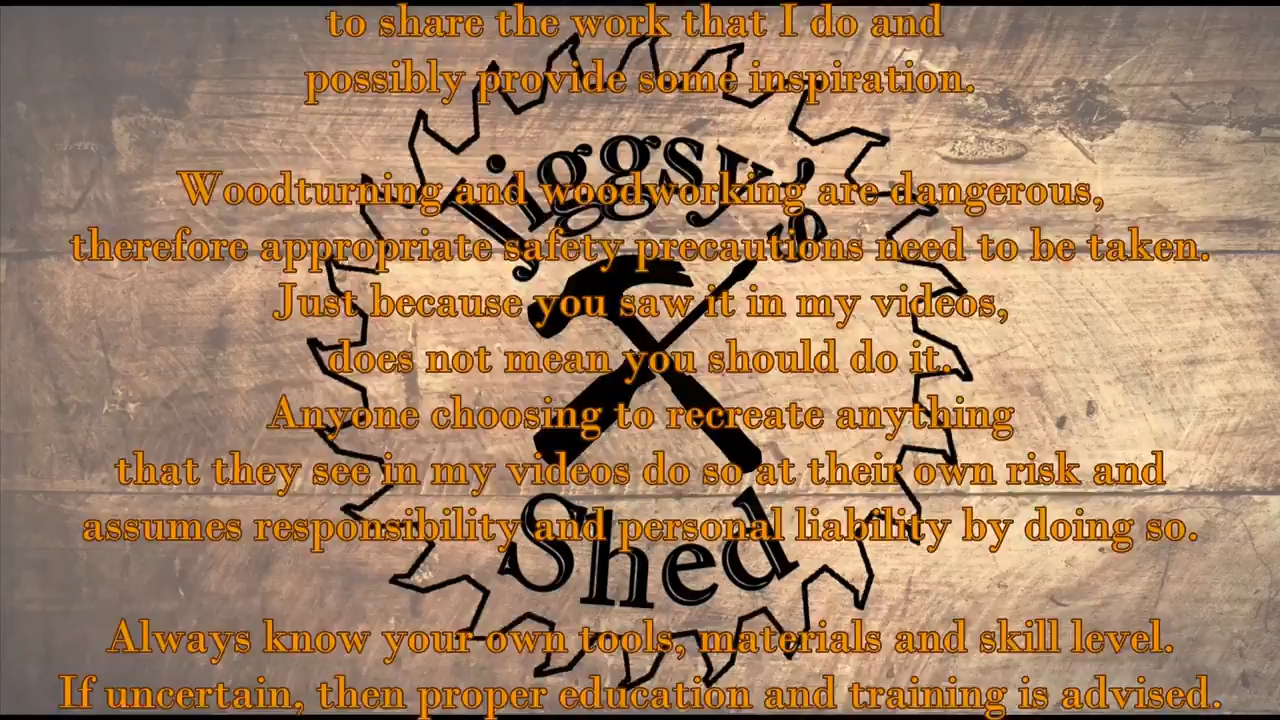 to share the work that I do and
possibly provide some inspiration.
Jiggsy's
Woodturning and woodworking are dangerous,
therefore appropriate safety precautions need to be taken.
Just because you saw it in my videos,
does not mean you should do it.
Anyone choosing to recreate anything
that they see in my videos do so at their own risk and
assumes responsibility and personal liability by doing so.
Shed
Always know your own tools, materials and skill level.
If uncertain, then proper education and training is advised.